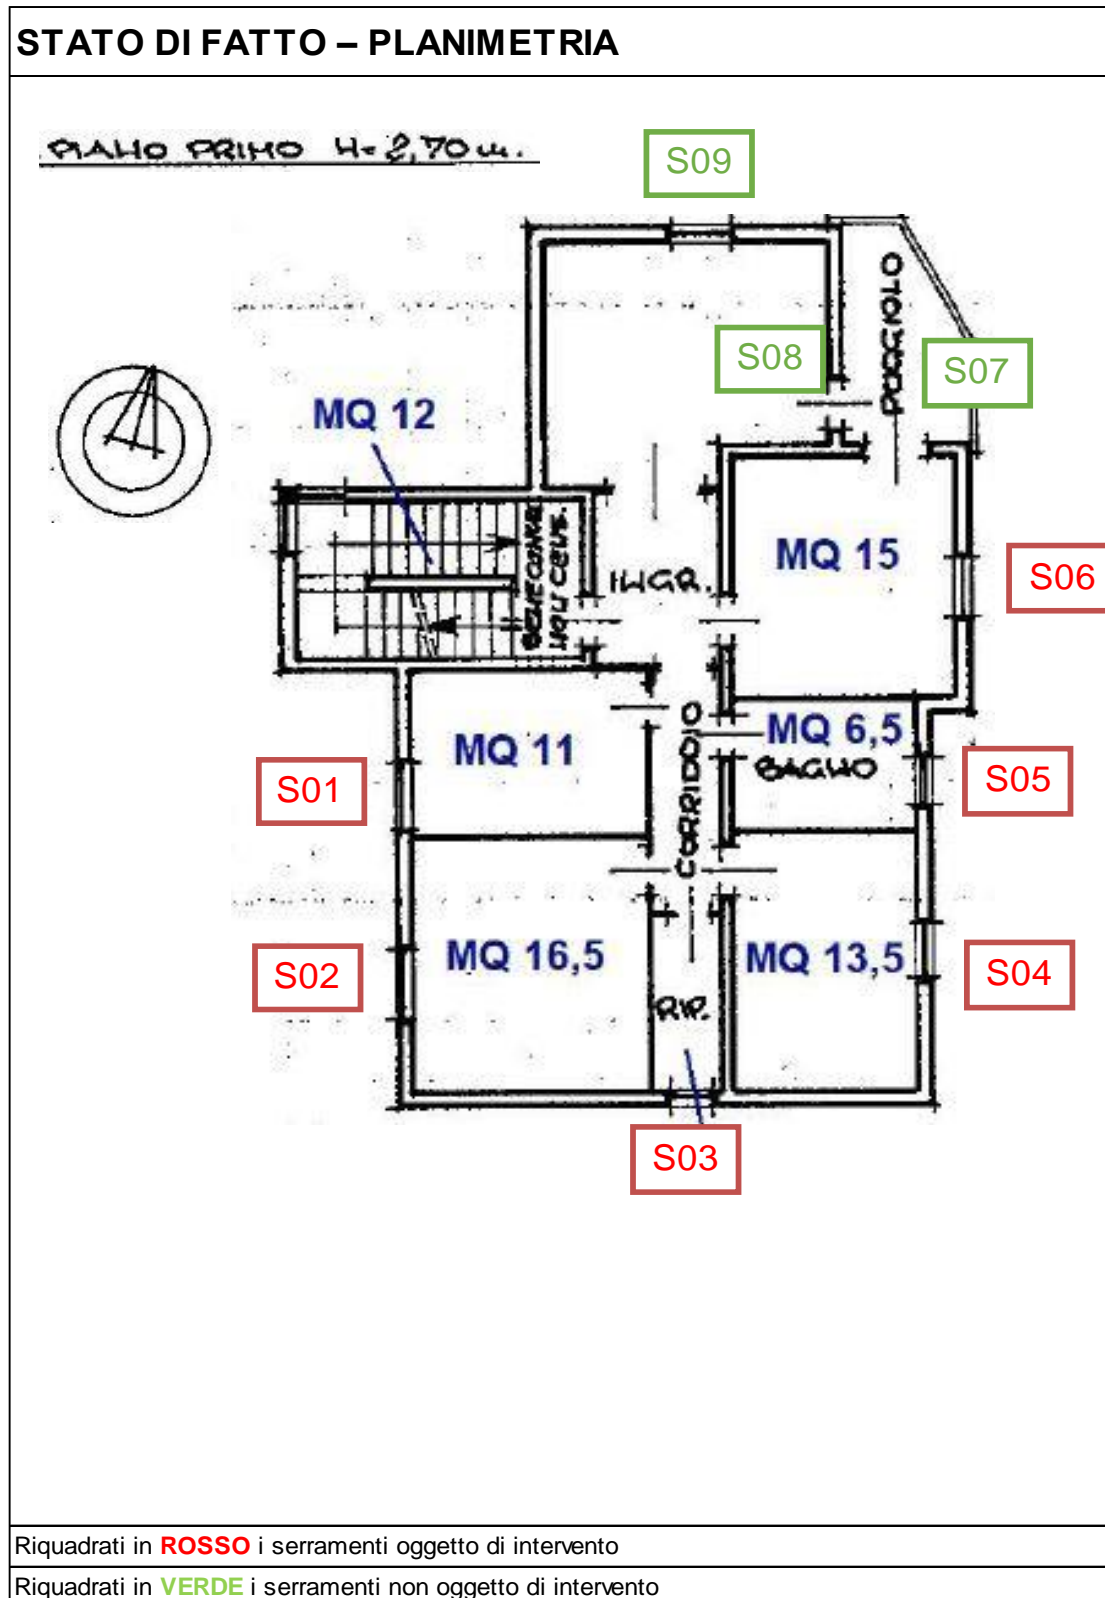 STATO DI FATTO – PLANIMETRIA
PIANO PRIMO H=2,70 m.
S09
POGGIOLO
S08
S07
MQ 12
MQ 15
INGR.
S06
MQ 11
CORRIDOIO
MQ 6,5
BAGNO
S01
S05
MQ 16,5
MQ 13,5
S02
S04
RIP.
S03
Riquadrati in ROSSO i serramenti oggetto di intervento
Riquadrati in VERDE i serramenti non oggetto di intervento